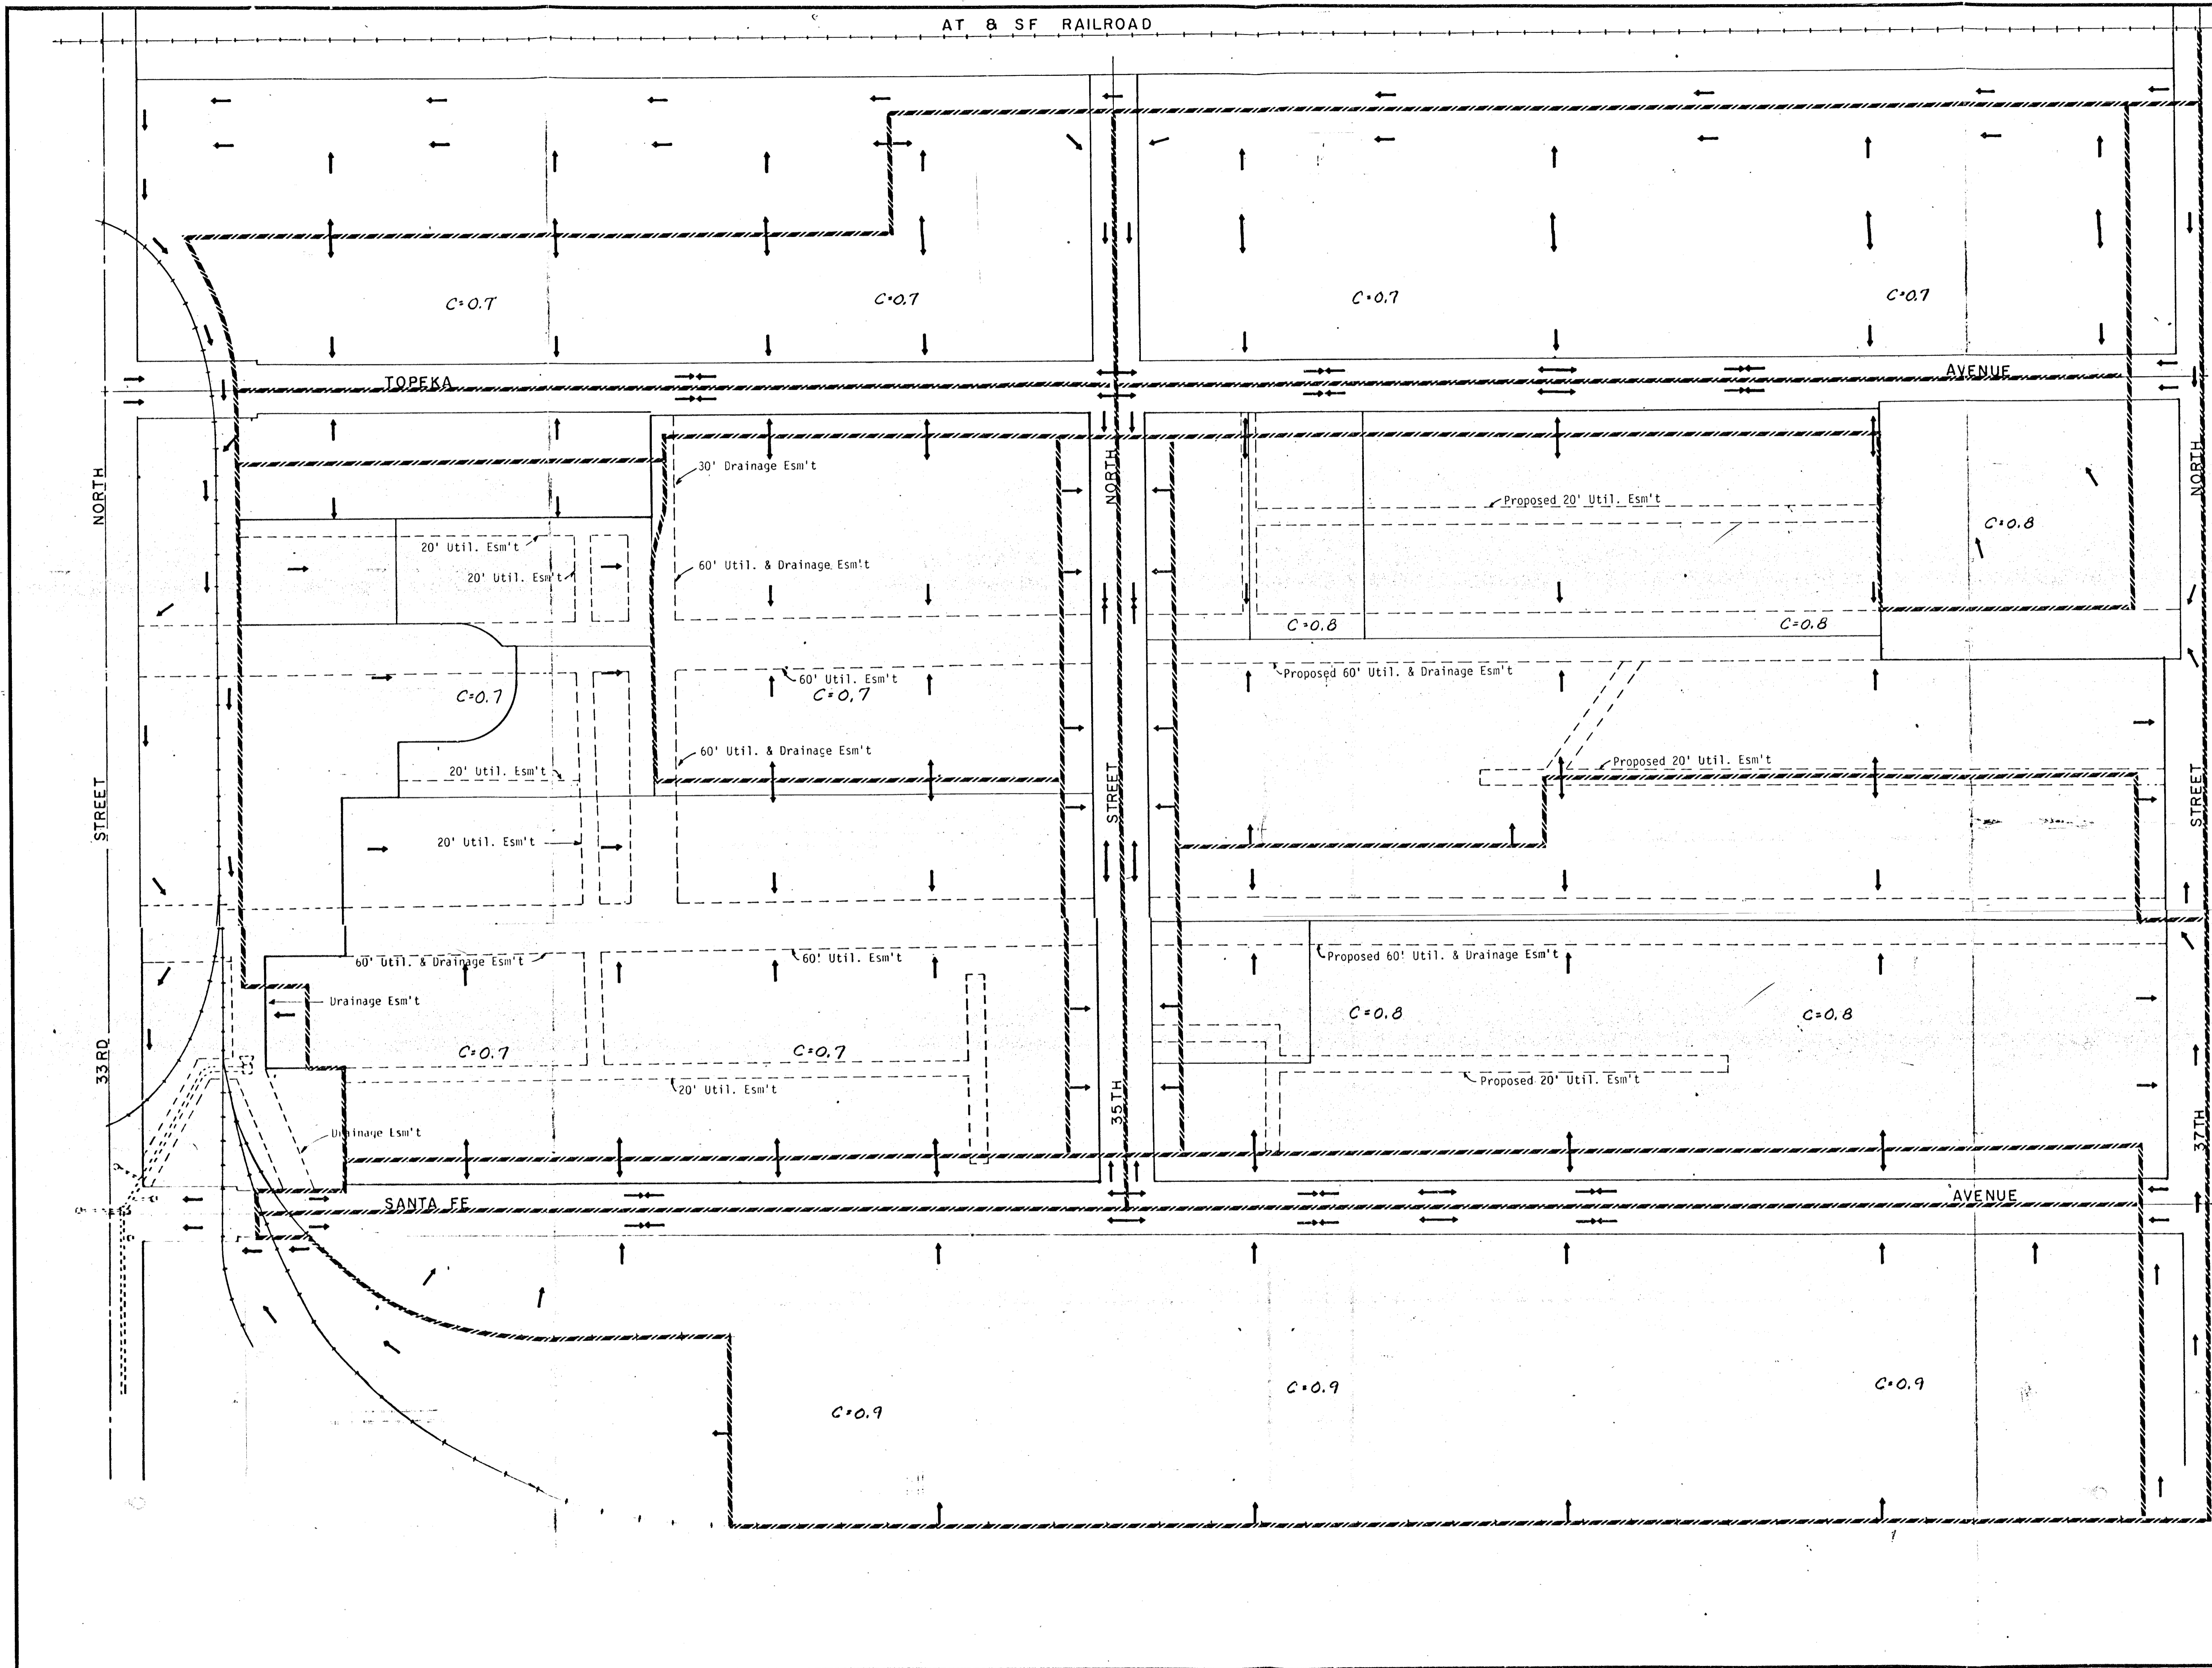 AT & SF RAILROAD
C=0.7
C=0.7
C=0.7
C=0.7
TOPEKA
AVENUE
NORTH
NORTH
NORTH
30' Drainage Esm't
Proposed 20' Util. Esm't
C=0.8
20' Util. Esm't
20' Util. Esm't
60' Util. & Drainage Esm't
C=0.8
C=0.8
60' Util. Esm't
Proposed 60' Util. & Drainage Esm't
C=0.7
C=0.7
60' Util. & Drainage Esm't
20' Util. Esm't
Proposed 20' Util. Esm't
STREET
STREET
STREET
20' Util. Esm't
60' Util. & Drainage Esm't
60' Util. Esm't
Proposed 60' Util. & Drainage Esm't
Drainage Esm't
C=0.8
C=0.8
33RD
C=0.7
C=0.7
20' Util. Esm't
Proposed 20' Util. Esm't
35TH
37TH
Drainage Esm't
SANTA FE
AVENUE
C=0.9
C=0.9
C=0.9